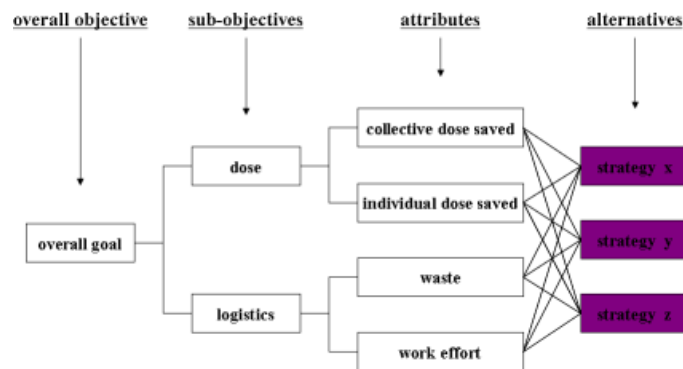 overall objective
sub-objectives
attributes
alternatives
collective dose saved
dose
strategy x
individual dose saved
overall goal
strategy y
waste
logistics
strategy z
work effort